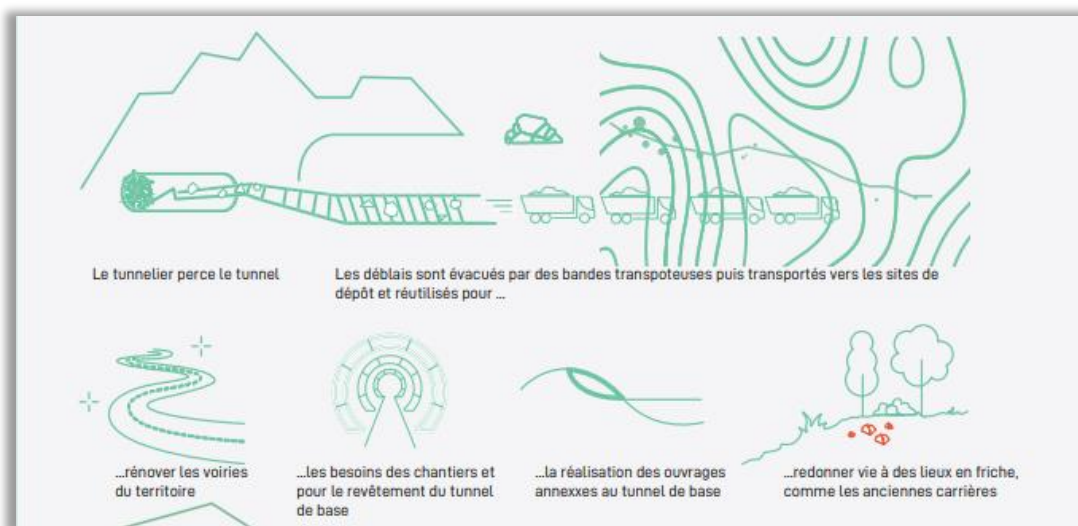 Le tunnelier perce le tunnel
Les déblais sont évacués par des bandes transpoteuses puis transportés vers les sites de
dépôt et réutilisés pour ...
...rénover les voiries
du territoire
...les besoins des chantiers et
pour le revêtement du tunnel
de base
...la réalisation des ouvrages
annexxes au tunnel de base
...redonner vie à des lieux en friche,
comme les anciennes carrières